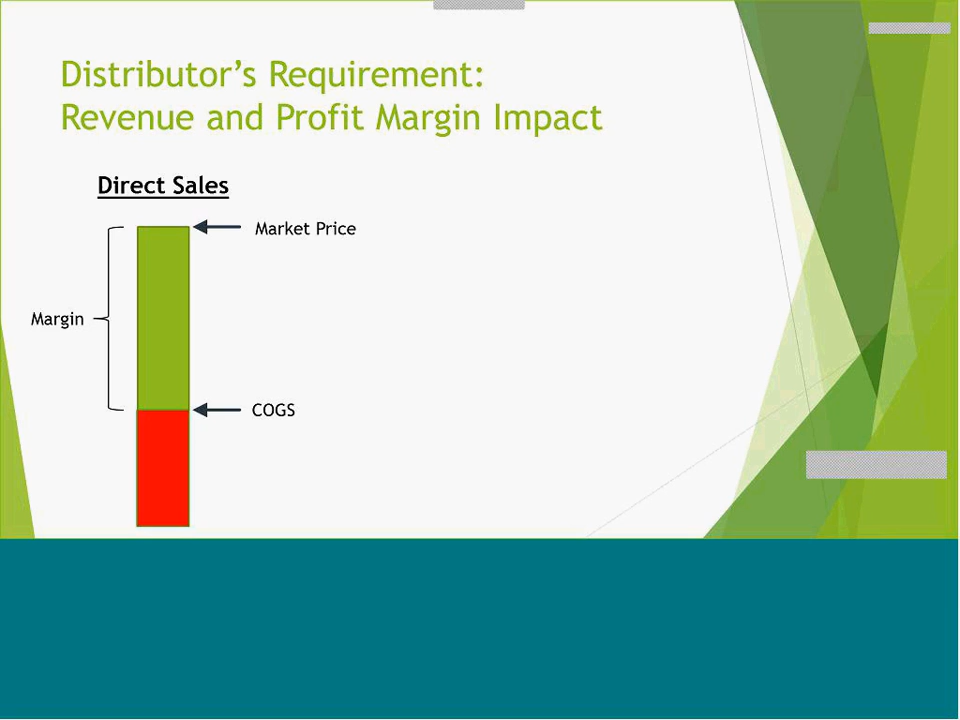 Distributor’s Requirement:
Revenue and Profit Margin Impact
Direct Sales
Market Price
Margin
COGS